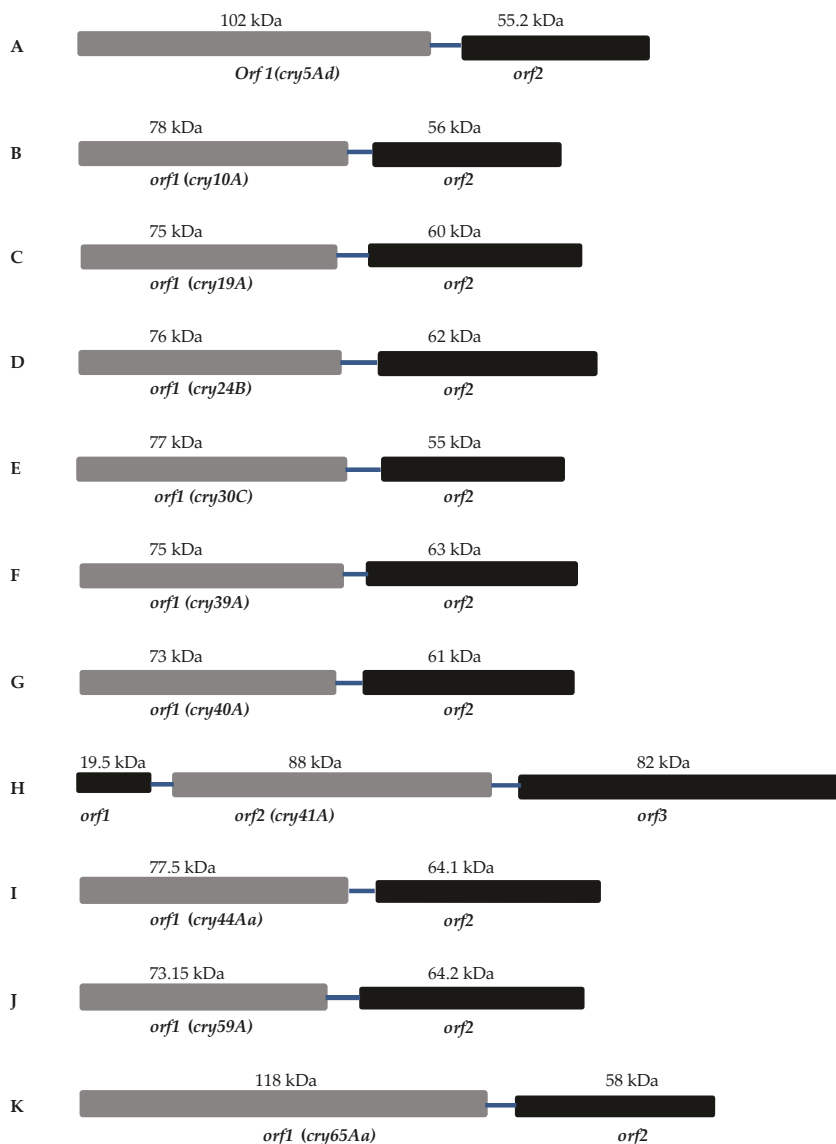 102 kDa 55.2 kDa
A
Orf 1(cry5Ad) orf2
78 kDa 56 kDa
B
orf1 (cry10A) orf2
75 kDa 60 kDa
C
orf1 (cry19A) orf2
76 kDa 62 kDa
D
orf1 (cry24B) orf2
77 kDa 55 kDa
E
orf1 (cry30C) orf2
75 kDa 63 kDa
F
orf1 (cry39A) orf2
73 kDa 61 kDa
G
orf1 (cry40A) orf2
19.5 kDa 88 kDa 82 kDa
H
orf1 orf2 (cry41A) orf3
77.5 kDa 64.1 kDa
I
orf1 (cry44Aa) orf2
73.15 kDa 64.2 kDa
J
orf1 (cry59A) orf2
118 kDa 58 kDa
K
orf1 (cry65Aa) orf2